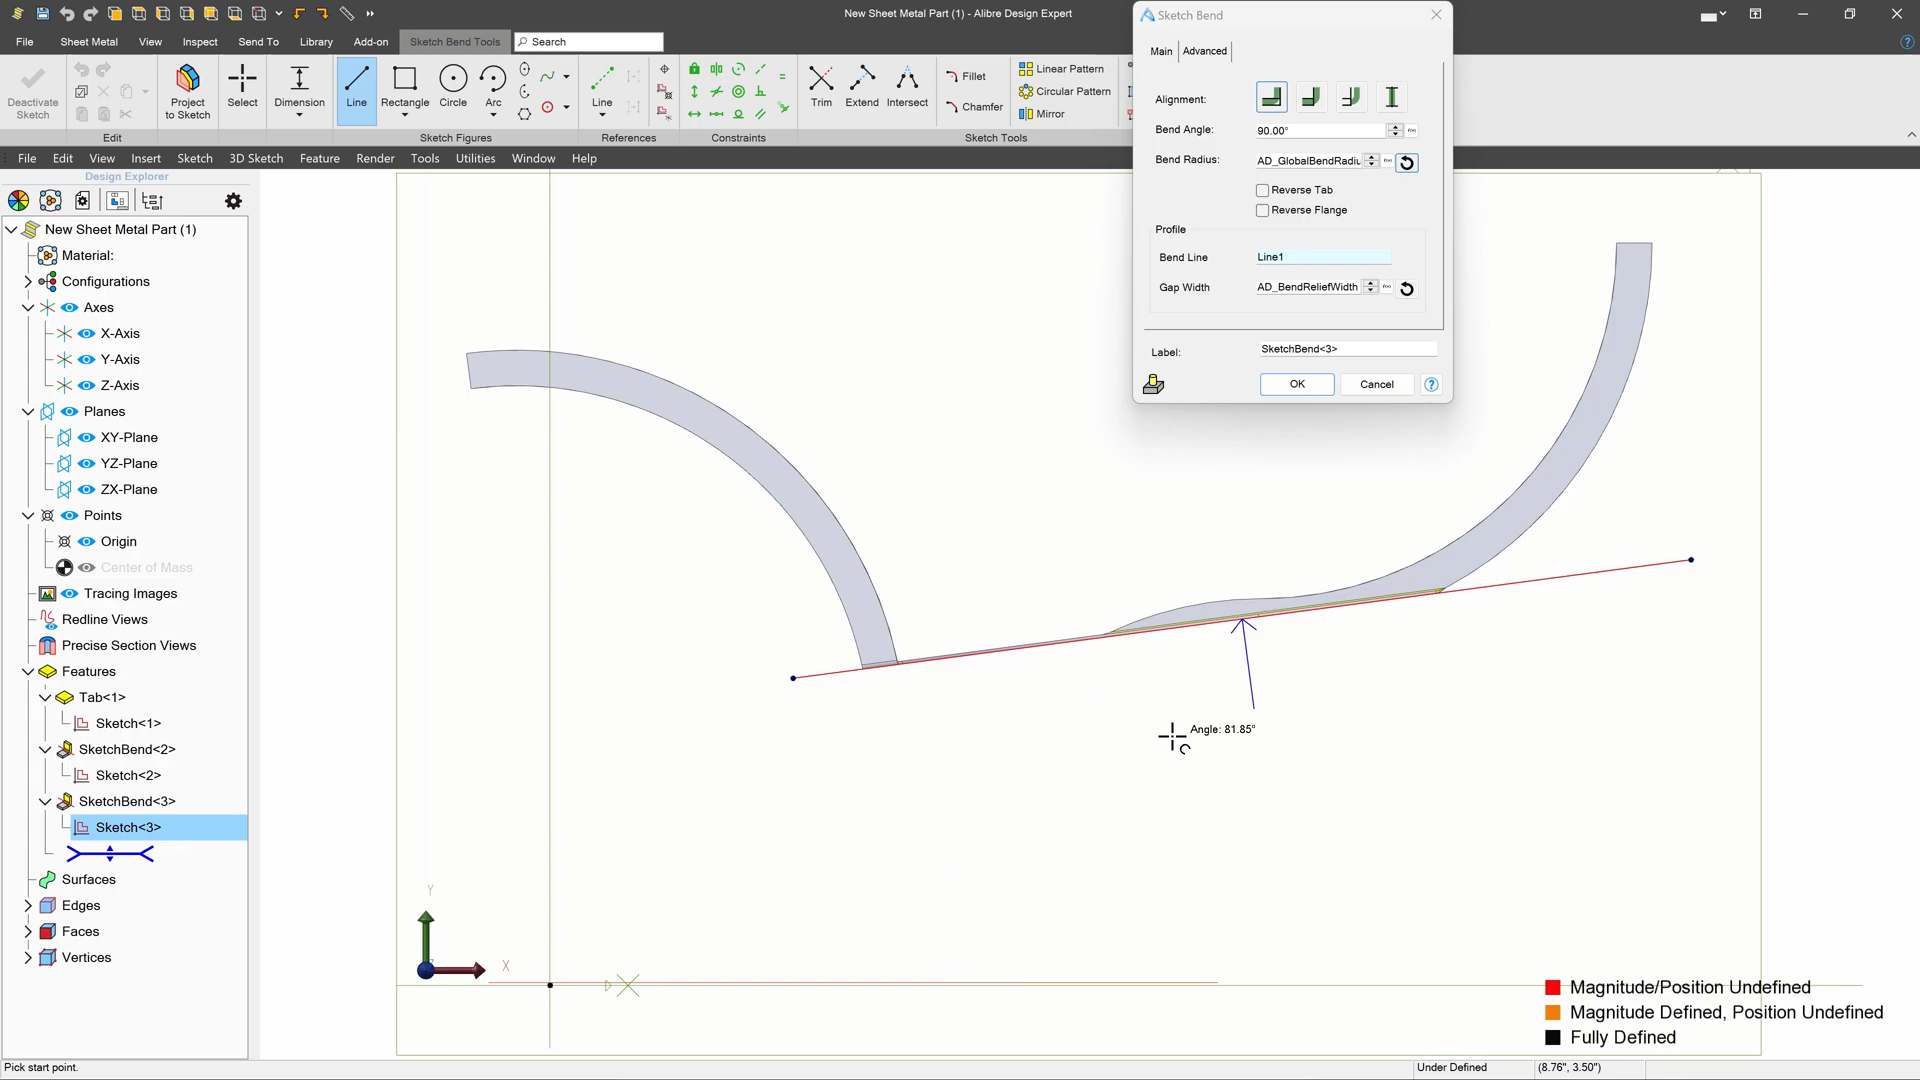 New Sheet Metal Part (1) - Alibre Design Expert
File Sheet Metal View Inspect Send To Library Add-on Sketch Bend Tools Search
Deactivate Sketch
Project to Sketch
Select
Dimension
Line
Rectangle
Circle
Arc
Line
Trim
Extend
Intersect
Fillet
Chamfer
Linear Pattern
Circular Pattern
Mirror
Edit
Sketch Figures
References
Constraints
Sketch Tools
File Edit View Insert Sketch 3D Sketch Feature Render Tools Utilities Window Help
Design Explorer
New Sheet Metal Part (1)
Material:
Configurations
Axes
X-Axis
Y-Axis
Z-Axis
Planes
XY-Plane
YZ-Plane
ZX-Plane
Points
Origin
Center of Mass
Tracing Images
Redline Views
Precise Section Views
Features
Tab<1>
Sketch<1>
SketchBend<2>
Sketch<2>
SketchBend<3>
Sketch<3>
Surfaces
Edges
Faces
Vertices
Sketch Bend
Main Advanced
Alignment:
Bend Angle: 90.00°
Bend Radius: AD_GlobalBendRadiu
Reverse Tab
Reverse Flange
Profile
Bend Line Line1
Gap Width AD_BendReliefWidth
Label: SketchBend<3>
OK Cancel
Angle: 81.85°
Y
X
Magnitude/Position Undefined
Magnitude Defined, Position Undefined
Fully Defined
Pick start point.
Under Defined (8.76", 3.50")